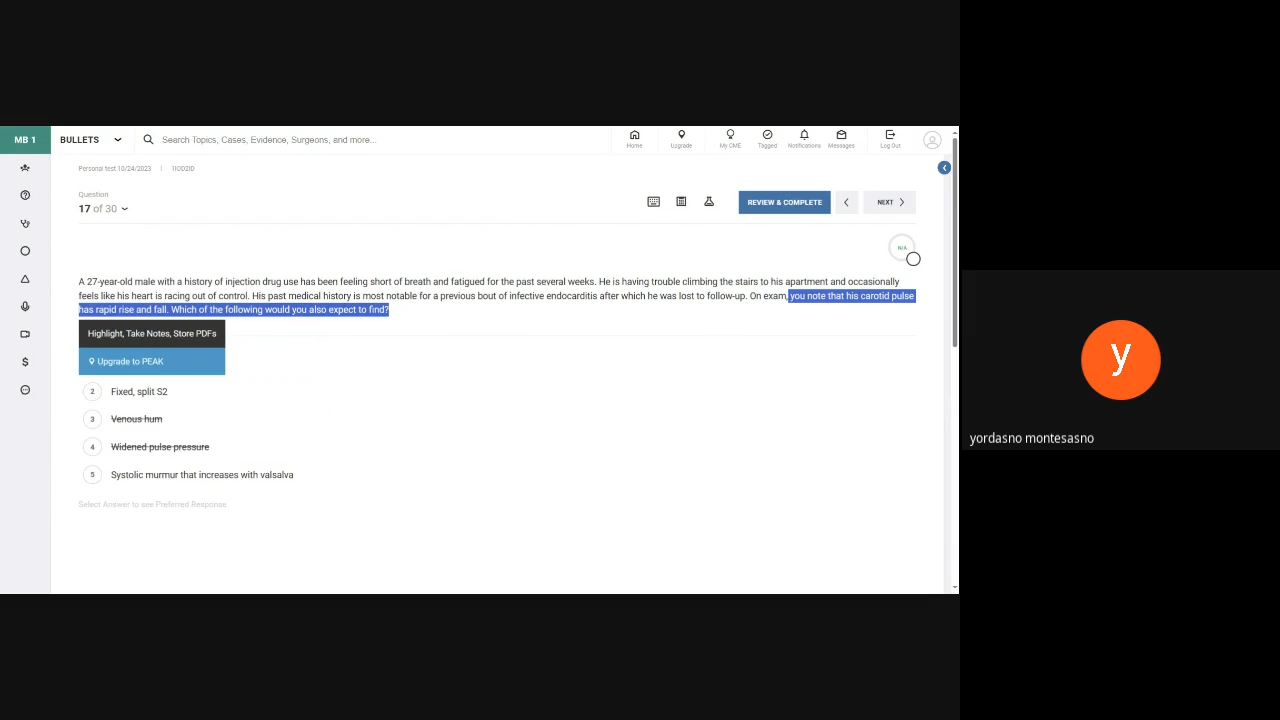 MB 1
BULLETS
Search Topics, Cases, Evidence, Surgeons, and more...
Home
Upgrade
My CME
Tagged
Notifications
Messages
Log Out
Personal test 10/24/2023 |
Question
17 of 30
REVIEW & COMPLETE
NEXT
N/A
A 27-year-old male with a history of injection drug use has been feeling short of breath and fatigued for the past several weeks. He is having trouble climbing the stairs to his apartment and occasionally
feels like his heart is racing out of control. His past medical history is most notable for a previous bout of infective endocarditis after which he was lost to follow-up. On exam, you note that his carotid pulse
has rapid rise and fall. Which of the following would you also expect to find?
Highlight, Take Notes, Store PDFs
Upgrade to PEAK
2 Fixed, split S2
3 Venous hum
4 Widened pulse pressure
5 Systolic murmur that increases with valsalva
Select Answer to see Preferred Response
y
yordasno montesasno